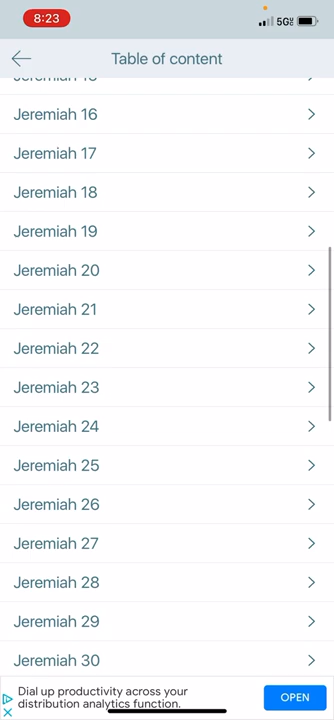 8:23
5G
Table of content
Jeremiah 16
Jeremiah 17
Jeremiah 18
Jeremiah 19
Jeremiah 20
Jeremiah 21
Jeremiah 22
Jeremiah 23
Jeremiah 24
Jeremiah 25
Jeremiah 26
Jeremiah 27
Jeremiah 28
Jeremiah 29
Jeremiah 30
Dial up productivity across your
distribution analytics function.
OPEN